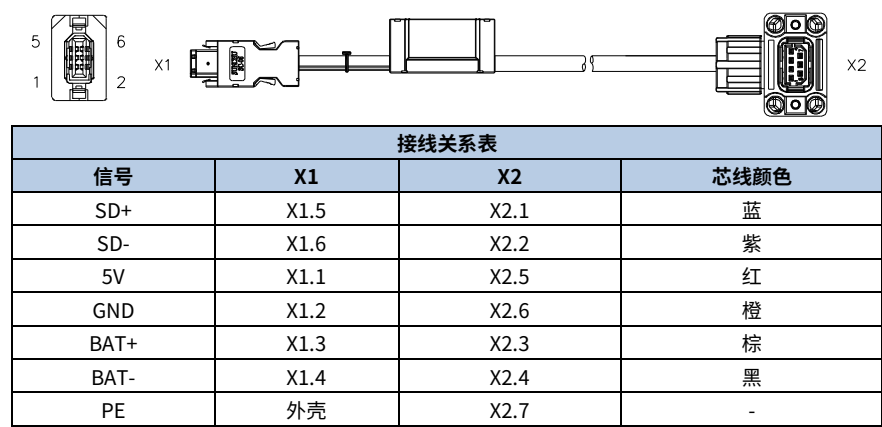 5 6
X1
X2
1 2
接线关系表
信号 X1 X2 芯线颜色
SD+ X1.5 X2.1 蓝
SD- X1.6 X2.2 紫
5V X1.1 X2.5 红
GND X1.2 X2.6 橙
BAT+ X1.3 X2.3 棕
BAT- X1.4 X2.4 黑
PE 外壳 X2.7 -